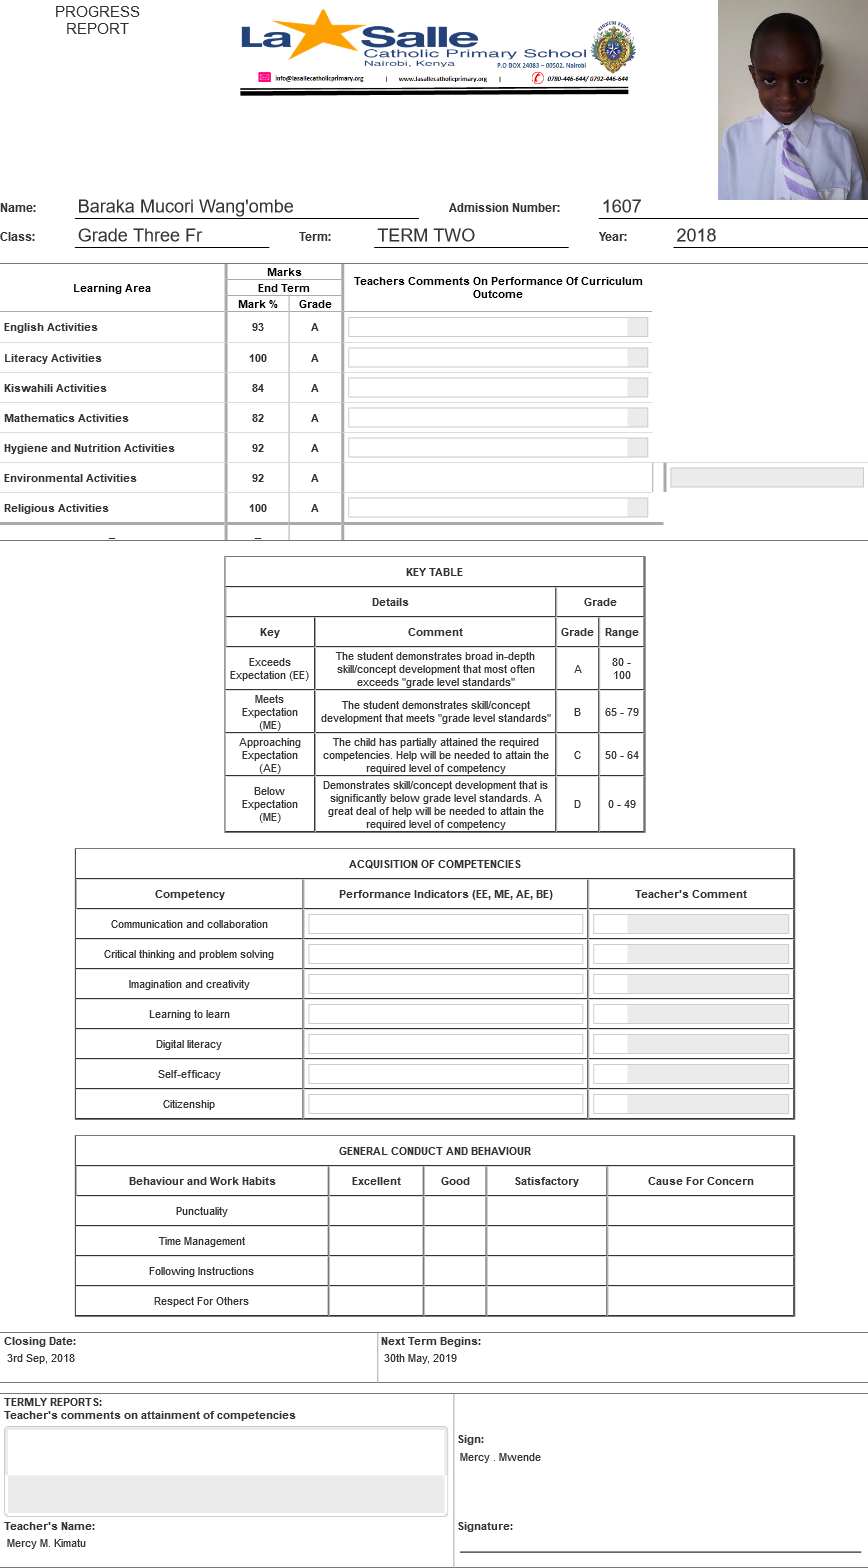 PROGRESS
REPORT
La Salle
Catholic Primary School
Nairobi, Kenya
P.O BOX 24083 – 00502, Nairobi
info@lasallecatholicprimary.org | www.lasallecatholicprimary.org | 0780-446-644/ 0792-446-644
Name: Baraka Mucori Wang'ombe Admission Number: 1607
Class: Grade Three Fr Term: TERM TWO Year: 2018
Learning Area Marks Teachers Comments On Performance Of Curriculum Outcome
End Term
Mark % Grade
English Activities 93 A
Literacy Activities 100 A
Kiswahili Activities 84 A
Mathematics Activities 82 A
Hygiene and Nutrition Activities 92 A
Environmental Activities 92 A
Religious Activities 100 A
– –
KEY TABLE
Details Grade
Key Comment Grade Range
Exceeds Expectation (EE) The student demonstrates broad in-depth skill/concept development that most often exceeds "grade level standards" A 80 - 100
Meets Expectation (ME) The student demonstrates skill/concept development that meets "grade level standards" B 65 - 79
Approaching Expectation (AE) The child has partially attained the required competencies. Help will be needed to attain the required level of competency C 50 - 64
Below Expectation (ME) Demonstrates skill/concept development that is significantly below grade level standards. A great deal of help will be needed to attain the required level of competency D 0 - 49
ACQUISITION OF COMPETENCIES
Competency Performance Indicators (EE, ME, AE, BE) Teacher's Comment
Communication and collaboration
Critical thinking and problem solving
Imagination and creativity
Learning to learn
Digital literacy
Self-efficacy
Citizenship
GENERAL CONDUCT AND BEHAVIOUR
Behaviour and Work Habits Excellent Good Satisfactory Cause For Concern
Punctuality
Time Management
Following Instructions
Respect For Others
Closing Date: Next Term Begins:
3rd Sep, 2018 30th May, 2019
TERMLY REPORTS:
Teacher's comments on attainment of competencies
Sign:
Mercy . Mwende
Teacher's Name: Signature:
Mercy M. Kimatu